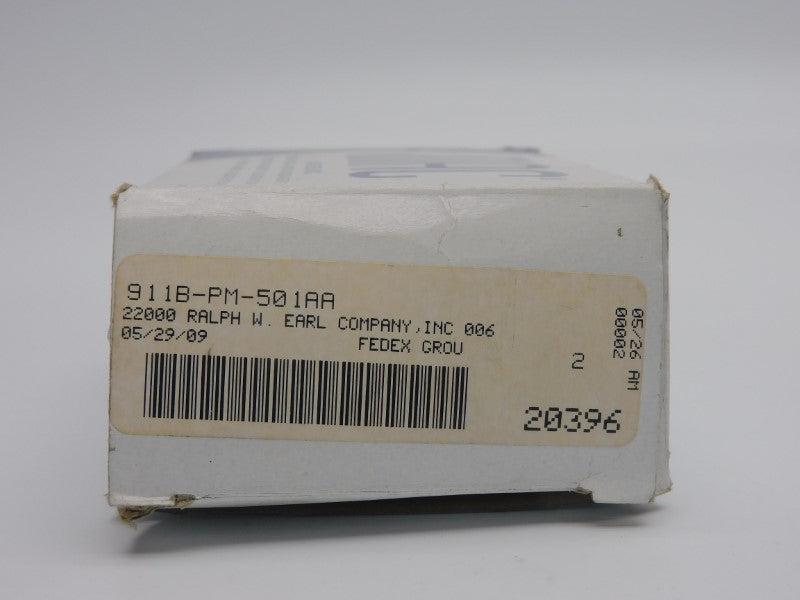 911B-PM-501AA
22000 RALPH W. EARL COMPANY,INC 006
05/29/09 FEDEX GROU
2
20396
05/26 AM
00002